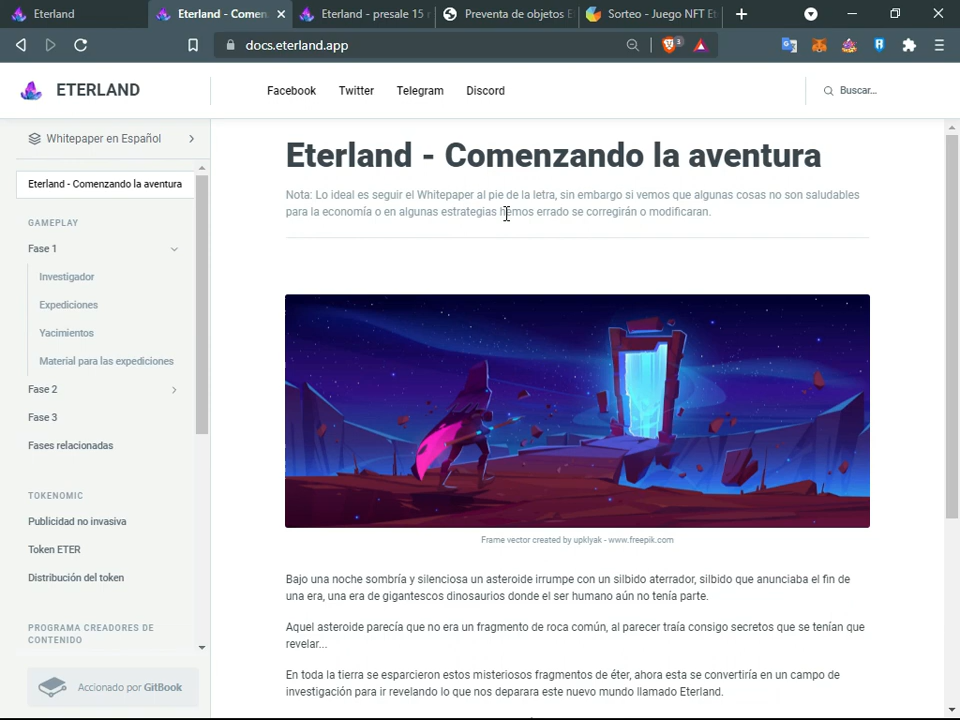 Eterland
Eterland - Comen
Eterland - presale 15
Preventa de objetos E
Sorteo - Juego NFT Et
docs.eterland.app
3
ETERLAND
Facebook
Twitter
Telegram
Discord
Buscar...
Whitepaper en Español
Eterland - Comenzando la aventura
GAMEPLAY
Fase 1
Investigador
Expediciones
Yacimientos
Material para las expediciones
Fase 2
Fase 3
Fases relacionadas
TOKENOMIC
Publicidad no invasiva
Token ETER
Distribución del token
PROGRAMA CREADORES DE
CONTENIDO
Accionado por GitBook
Eterland - Comenzando la aventura
Nota: Lo ideal es seguir el Whitepaper al pie de la letra, sin embargo si vemos que algunas cosas no son saludables
para la economía o en algunas estrategias hemos errado se corregirán o modificaran.
Frame vector created by upklyak - www.freepik.com
Bajo una noche sombría y silenciosa un asteroide irrumpe con un silbido aterrador, silbido que anunciaba el fin de
una era, una era de gigantescos dinosaurios donde el ser humano aún no tenía parte.
Aquel asteroide parecía que no era un fragmento de roca común, al parecer traía consigo secretos que se tenían que
revelar...
En toda la tierra se esparcieron estos misteriosos fragmentos de éter, ahora esta se convertiría en un campo de
investigación para ir revelando lo que nos deparara este nuevo mundo llamado Eterland.